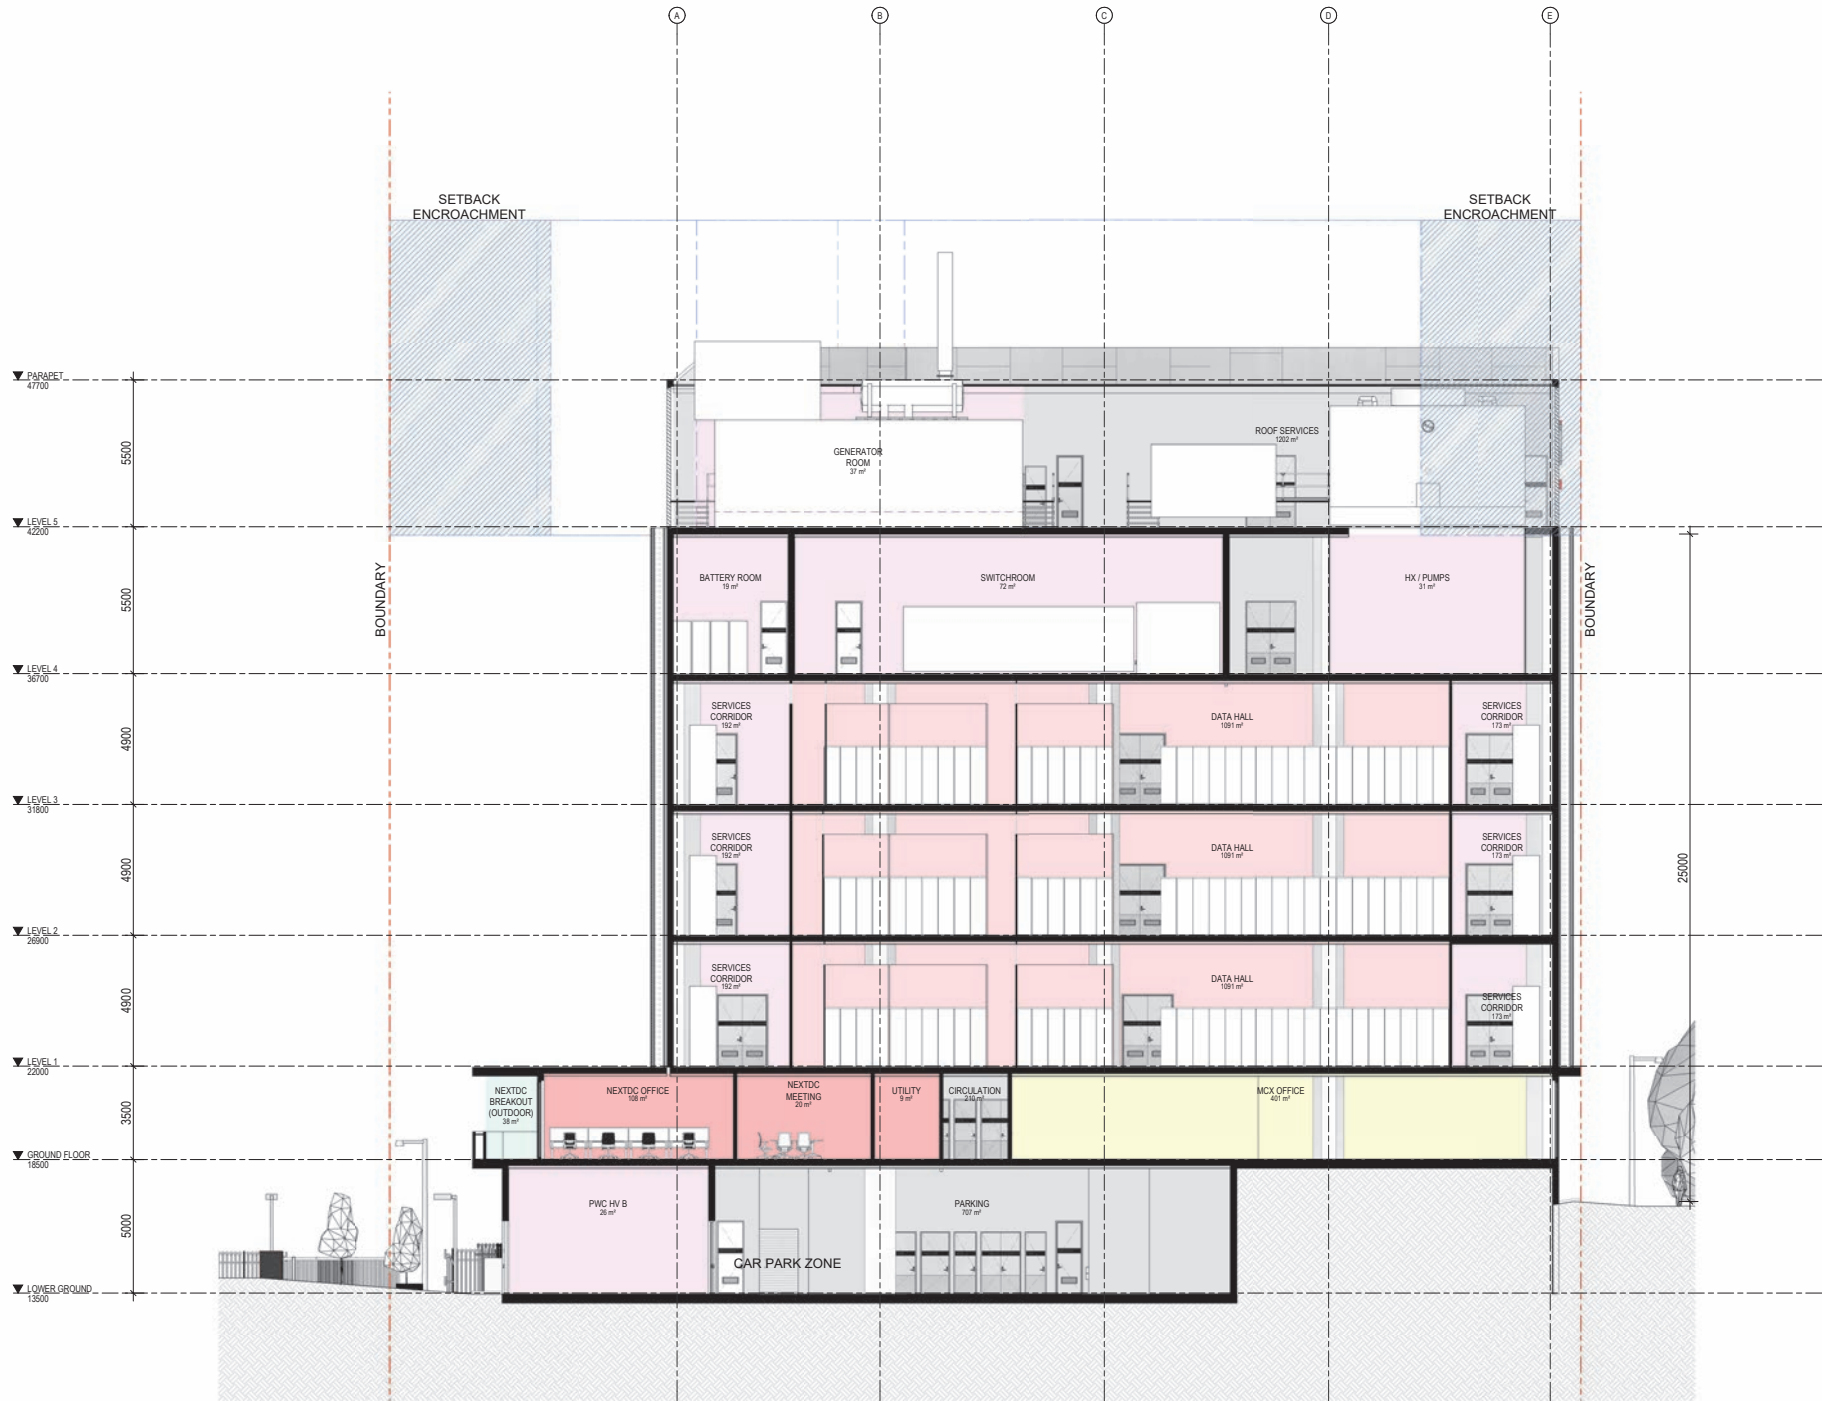 A
B
C
D
E
SETBACK
ENCROACHMENT
SETBACK
ENCROACHMENT
PARAPET
47700
5500
GENERATOR
ROOM
37 m²
ROOF SERVICES
1202 m²
LEVEL 5
42200
BOUNDARY
BOUNDARY
5500
BATTERY ROOM
19 m²
SWITCHROOM
72 m²
HX / PUMPS
31 m²
LEVEL 4
36700
4900
SERVICES
CORRIDOR
192 m²
DATA HALL
1091 m²
SERVICES
CORRIDOR
173 m²
LEVEL 3
31800
4900
SERVICES
CORRIDOR
192 m²
DATA HALL
1091 m²
SERVICES
CORRIDOR
173 m²
25000
LEVEL 2
26900
4900
SERVICES
CORRIDOR
192 m²
DATA HALL
1091 m²
SERVICES
CORRIDOR
173 m²
LEVEL 1
22000
3500
NEXTDC
BREAKOUT
(OUTDOOR)
38 m²
NEXTDC OFFICE
108 m²
NEXTDC
MEETING
20 m²
UTILITY
9 m²
CIRCULATION
210 m²
MCX OFFICE
401 m²
GROUND FLOOR
18500
5000
PWC HV B
26 m²
PARKING
707 m²
CAR PARK ZONE
LOWER GROUND
13500